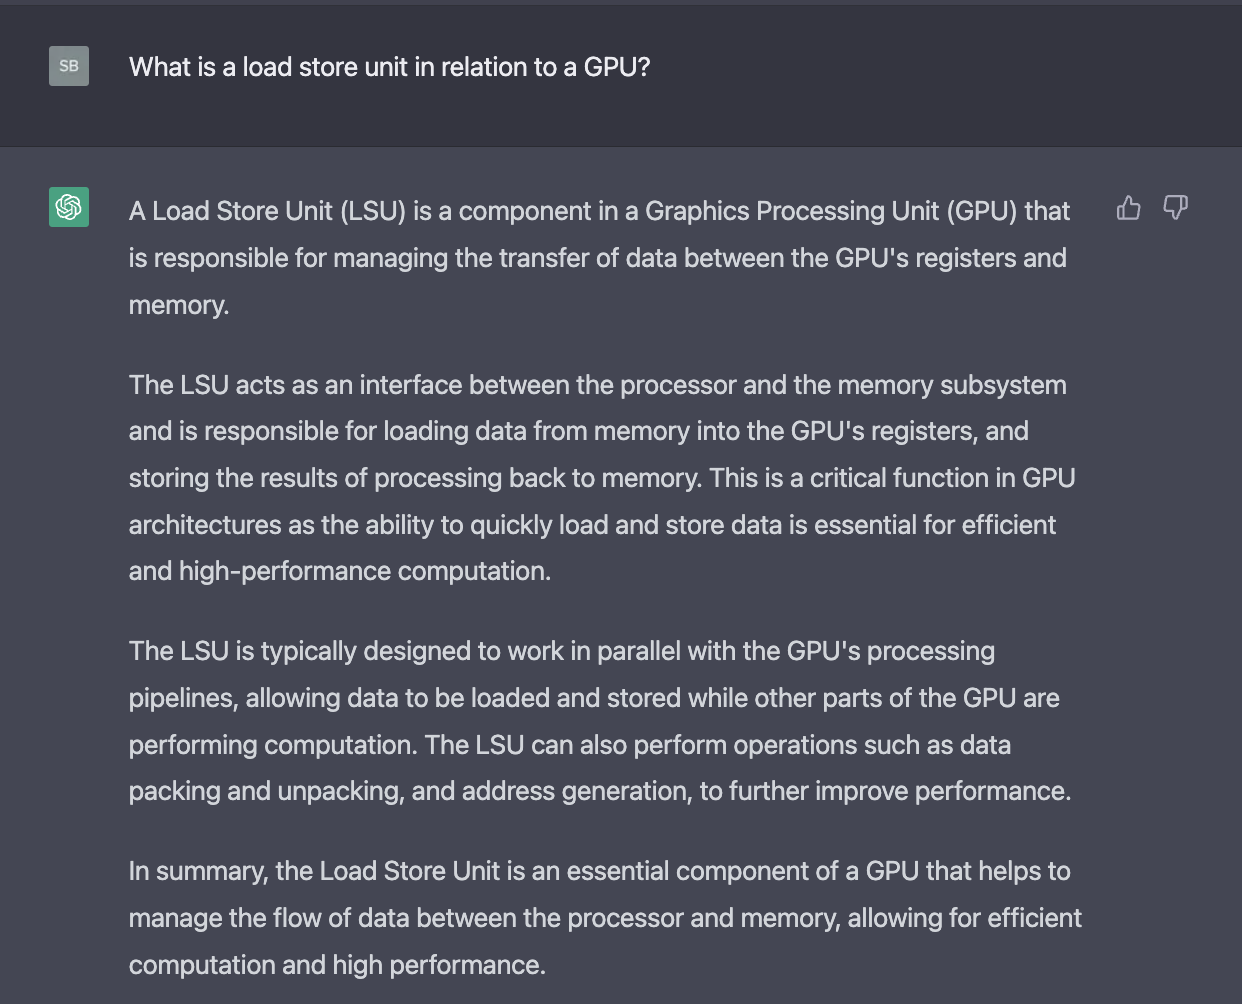 SB
What is a load store unit in relation to a GPU?
A Load Store Unit (LSU) is a component in a Graphics Processing Unit (GPU) that
is responsible for managing the transfer of data between the GPU's registers and
memory.
The LSU acts as an interface between the processor and the memory subsystem
and is responsible for loading data from memory into the GPU's registers, and
storing the results of processing back to memory. This is a critical function in GPU
architectures as the ability to quickly load and store data is essential for efficient
and high-performance computation.
The LSU is typically designed to work in parallel with the GPU's processing
pipelines, allowing data to be loaded and stored while other parts of the GPU are
performing computation. The LSU can also perform operations such as data
packing and unpacking, and address generation, to further improve performance.
In summary, the Load Store Unit is an essential component of a GPU that helps to
manage the flow of data between the processor and memory, allowing for efficient
computation and high performance.